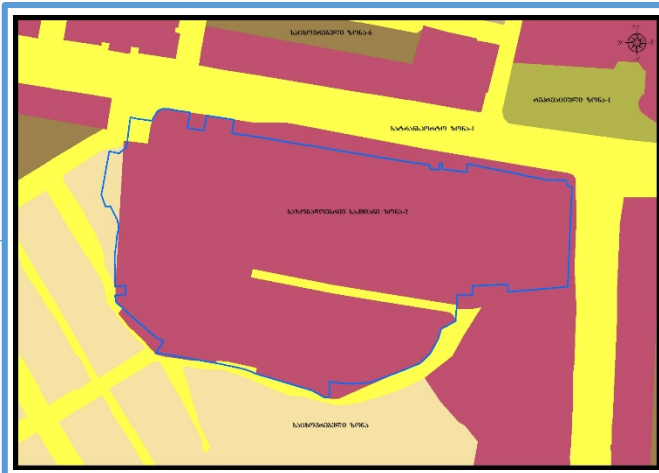 საცხოვრებელი ზონა-6
რეკრეაციული ზონა-1
სატრანსპორტო ზონა-1
საზოგადოებრივ საქმიანი ზონა-2
საცხოვრებელი ზონა